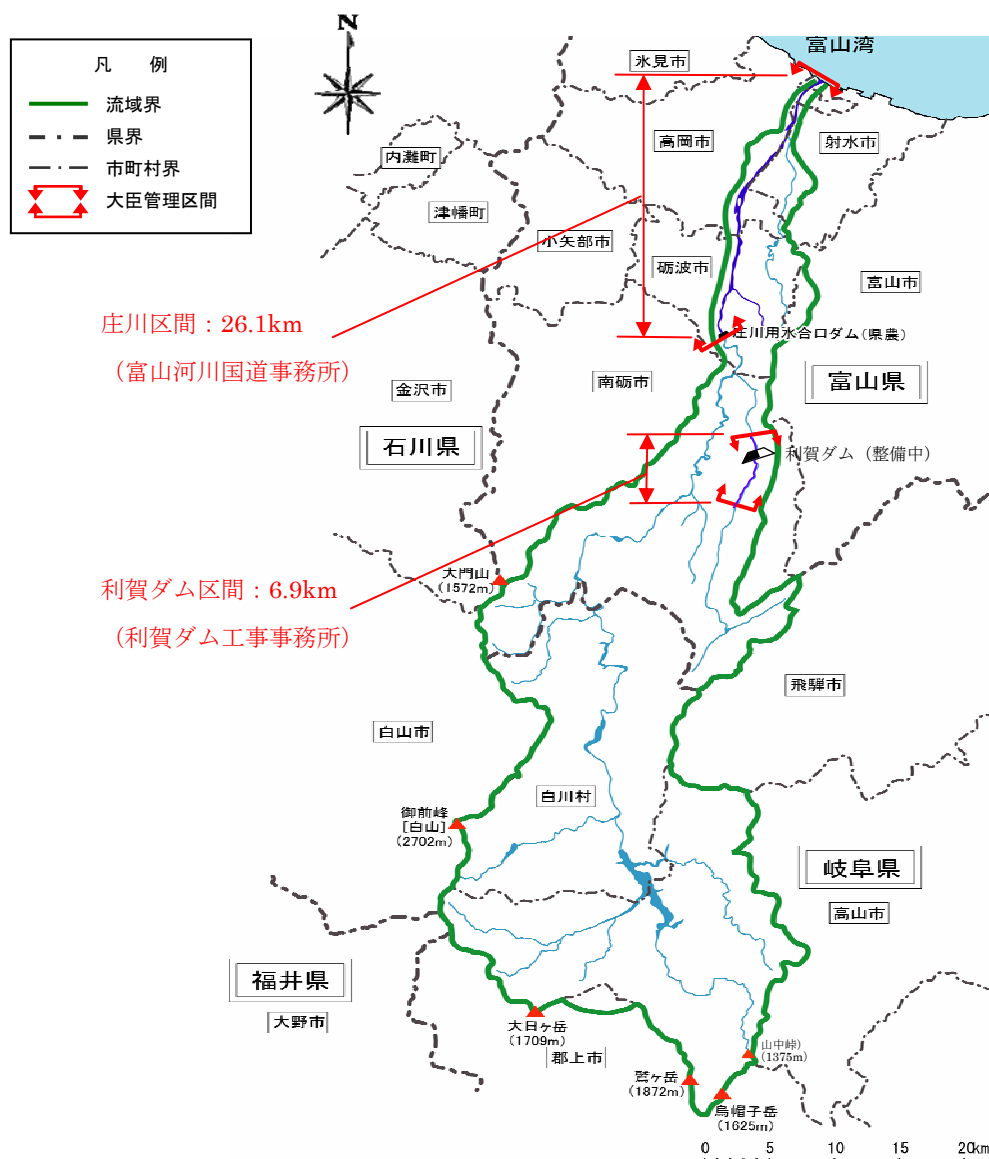 N
富山湾
凡 例
流域界
県界
市町村界
大臣管理区間
氷見市
高岡市
射水市
内灘町
津幡町
小矢部市
砺波市
富山市
庄川区間：26.1km
（富山河川国道事務所）
庄川用水合口ダム(県農)
南砺市
金沢市
富山県
石川県
利賀ダム（整備中）
大門山
(1572m)
利賀ダム区間：6.9km
（利賀ダム工事事務所）
飛騨市
白山市
白川村
御前峰
[白山]
(2702m)
岐阜県
高山市
福井県
大野市
大日ヶ岳
(1709m)
郡上市
山中峠)
(1375m)
鷲ヶ岳
(1872m)
烏帽子岳
(1625m)
0 5 10 15 20km